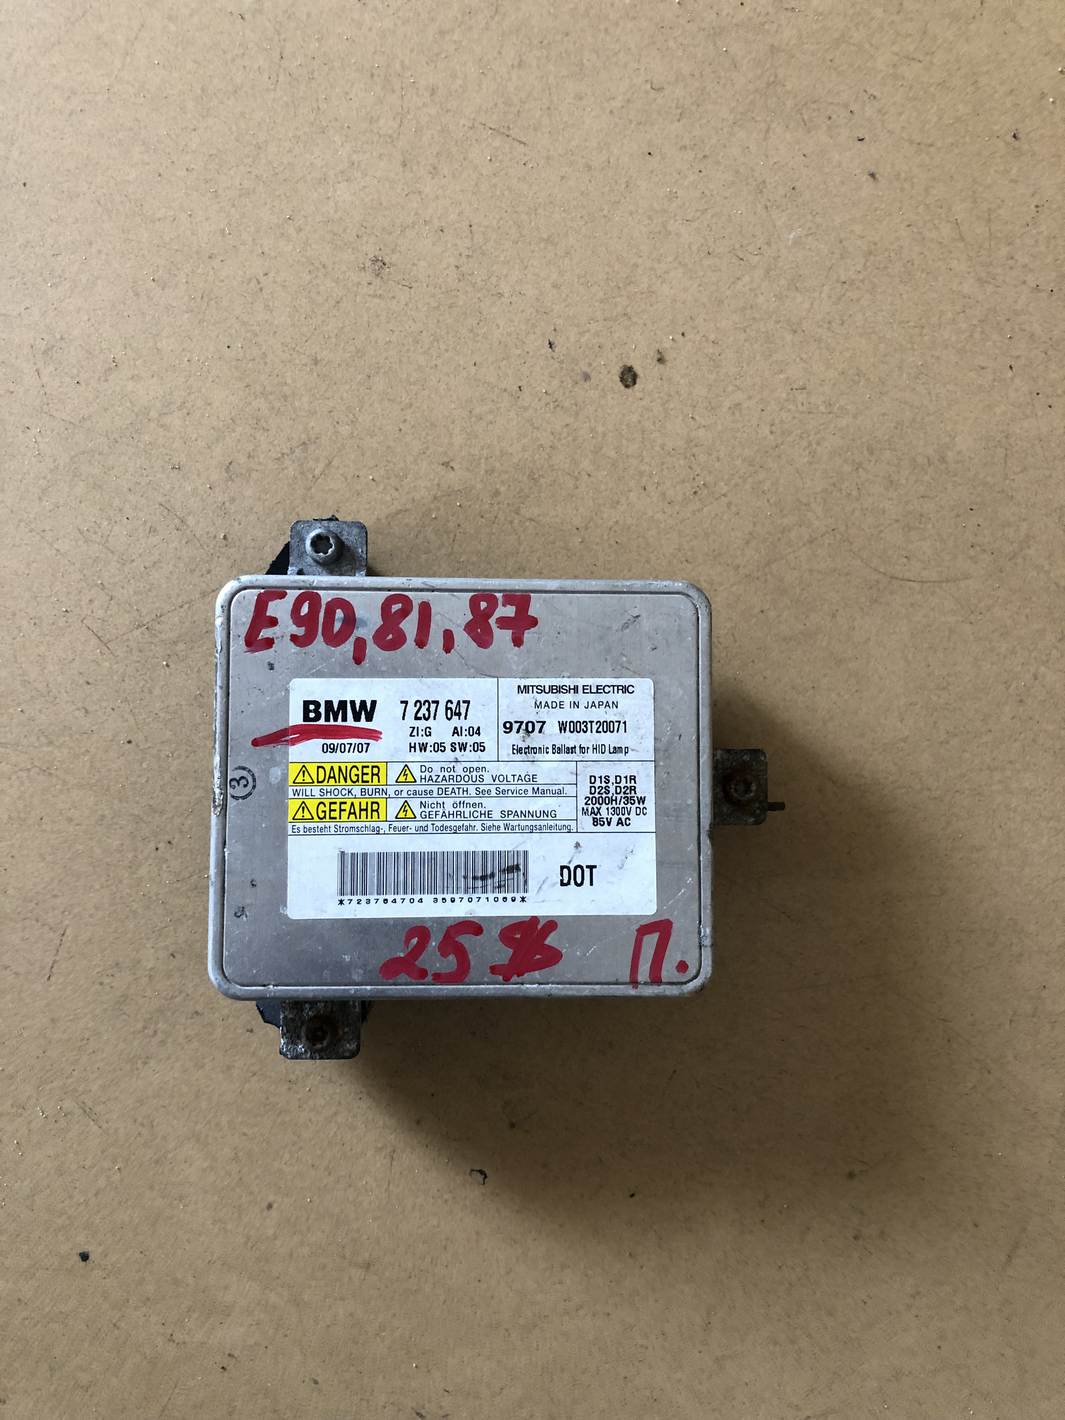 E90,81,87
BMW 7 237 647
ZI:G AI:04
09/07/07 HW:05 SW:05
MITSUBISHI ELECTRIC
MADE IN JAPAN
9707 W003T20071
Electronic Ballast for HID Lamp
DANGER Do not open.
HAZARDOUS VOLTAGE
WILL SHOCK, BURN, or cause DEATH. See Service Manual.
GEFAHR Nicht öffnen.
GEFÄHRLICHE SPANNUNG
Es besteht Stromschlag-, Feuer- und Todesgefahr. Siehe Wartungsanleitung.
D1S,D1R
D2S,D2R
2000H/35W
MAX 1300V DC
85V AC
3
DOT
*723764704 3597071069*
25 П.